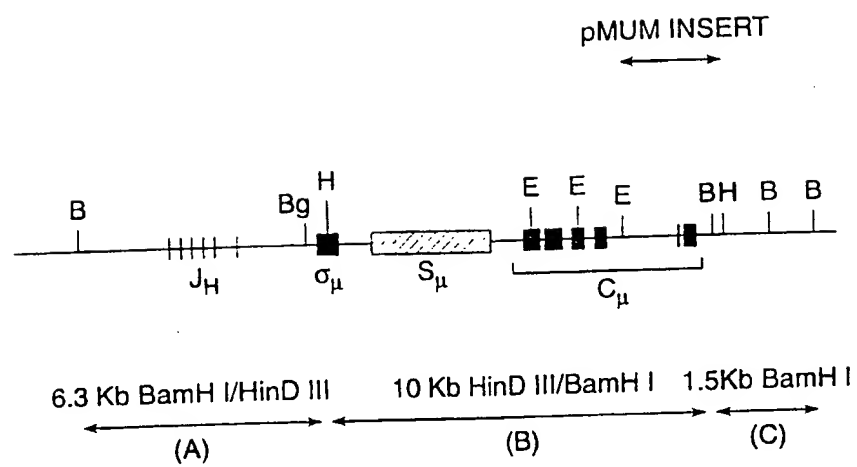 pMUM INSERT
B Bg H E E E B H B B
J_H σ_μ S_μ C_μ
6.3 Kb BamH I/HinD III 10 Kb HinD III/BamH I 1.5Kb BamH I
(A) (B) (C)